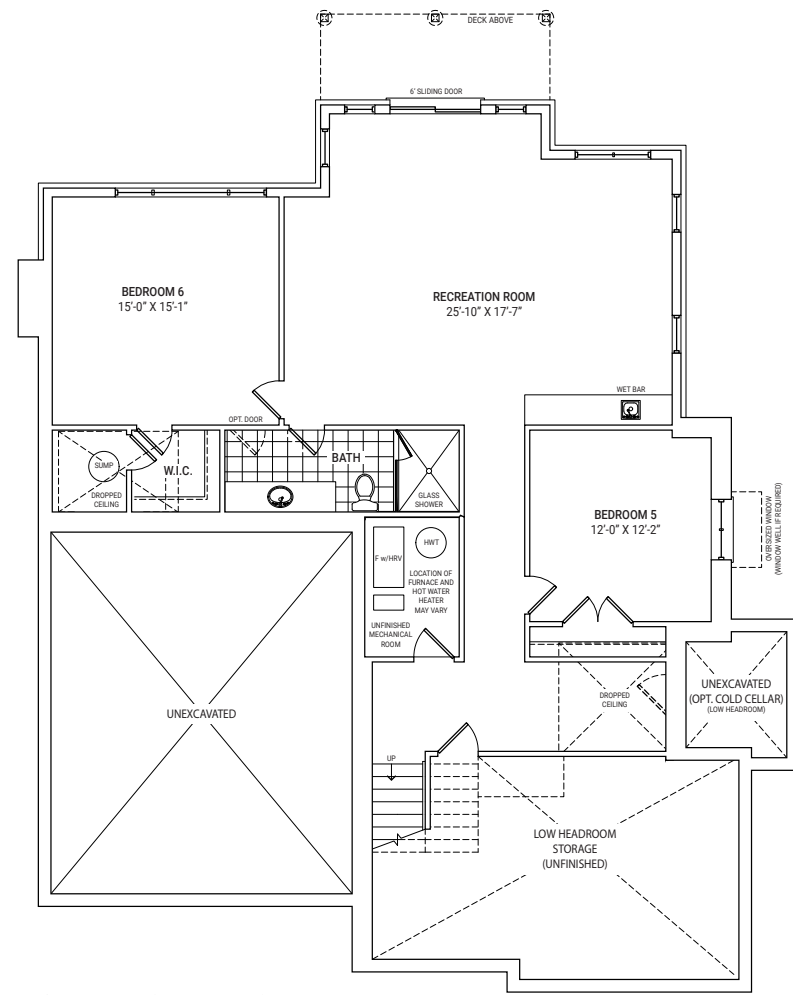 DECK ABOVE
6' SLIDING DOOR
BEDROOM 6
15'-0" X 15'-1"
RECREATION ROOM
25'-10" X 17'-7"
WET BAR
OPT. DOOR
BATH
SUMP
W.I.C.
DROPPED
CEILING
GLASS
SHOWER
BEDROOM 5
12'-0" X 12'-2"
OVERSIZED WINDOW
(WINDOW WELL IF REQUIRED)
HWT
F w/HRV
LOCATION OF
FURNACE AND
HOT WATER
HEATER
MAY VARY
UNFINISHED
MECHANICAL
ROOM
UNEXCAVATED
DROPPED
CEILING
UNEXCAVATED
(OPT. COLD CELLAR)
(LOW HEADROOM)
UP
LOW HEADROOM
STORAGE
(UNFINISHED)